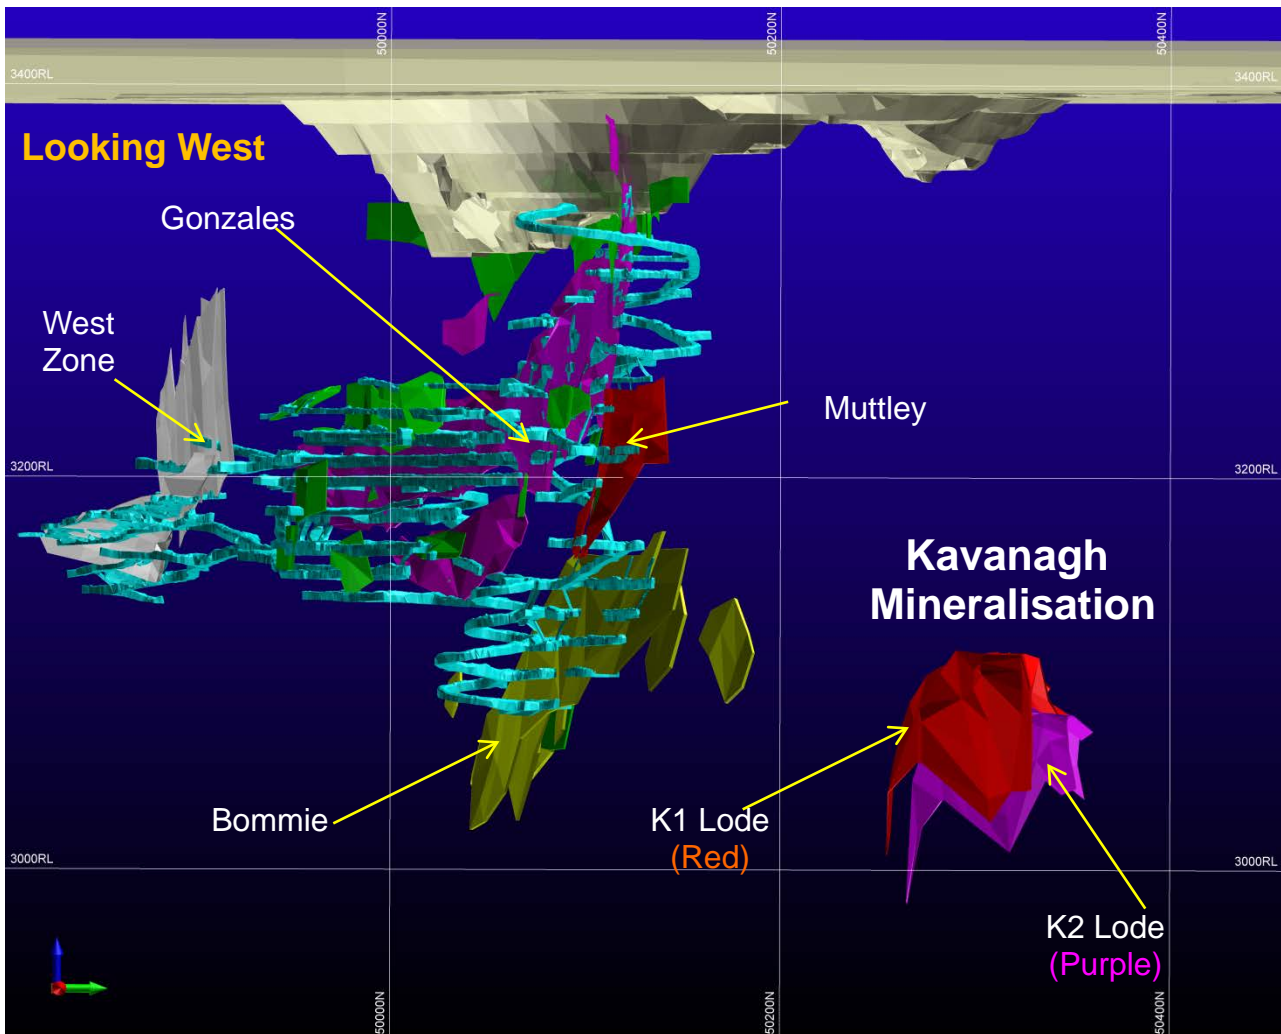 50000N
50200N
50400N
3400RL
3400RL
Looking West
Gonzales
West
Zone
Muttley
3200RL
3200RL
Kavanagh
Mineralisation
Bommie
K1 Lode
(Red)
3000RL
3000RL
K2 Lode
(Purple)
50000N
50200N
50400N